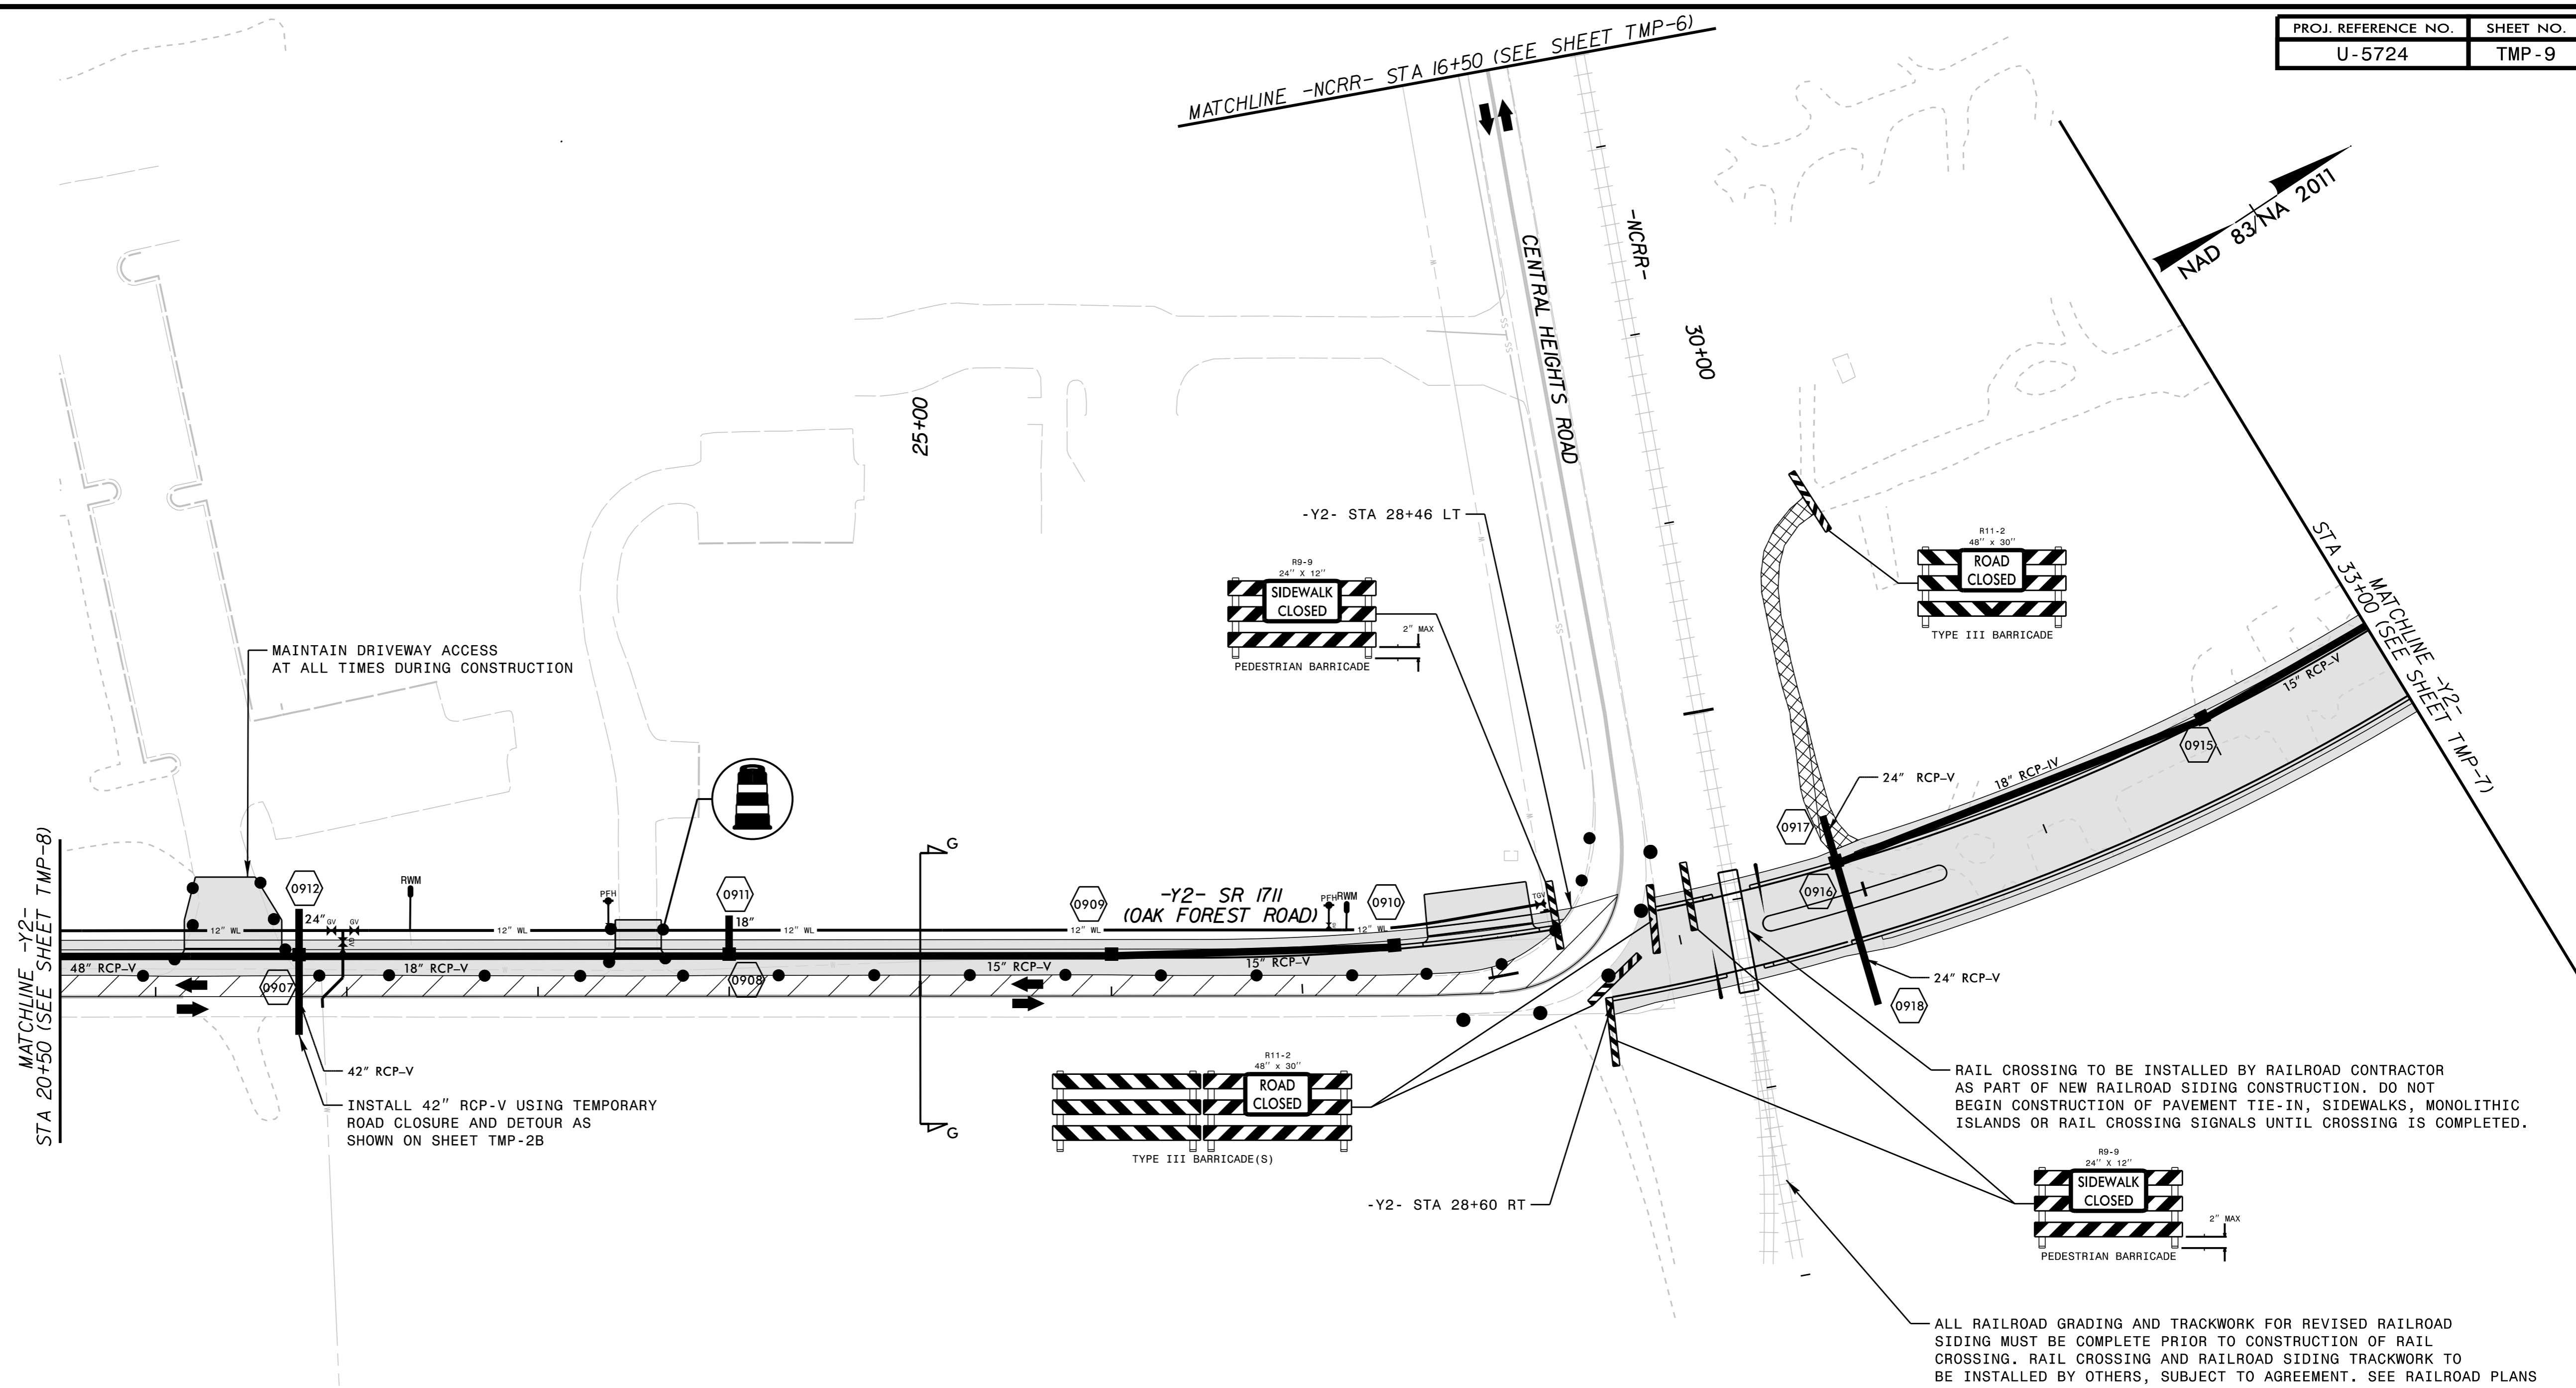 PROJ. REFERENCE NO. SHEET NO.
U-5724 TMP-9
MATCHLINE -NCRR- STA 16+50 (SEE SHEET TMP-6)
NAD 83/NA 2011
CENTRAL HEIGHTS ROAD
-NCRR-
30+00
25+00
-Y2- STA 28+46 LT
R9-9
24" X 12"
SIDEWALK
CLOSED
2" MAX
PEDESTRIAN BARRICADE
R11-2
48" x 30"
ROAD
CLOSED
TYPE III BARRICADE
MATCHLINE -Y2-
STA 33+00 (SEE SHEET TMP-7)
MAINTAIN DRIVEWAY ACCESS
AT ALL TIMES DURING CONSTRUCTION
15" RCP-V
0915
18" RCP-IV
24" RCP-V
0917
0916
24" RCP-V
0918
MATCHLINE -Y2-
STA 20+50 (SEE SHEET TMP-8)
0912
24"
GV
GV
GV
RWM
PFH
0911
18"
G
0909
-Y2- SR 1711
(OAK FOREST ROAD)
PFH
RWM
0910
TGV
12" WL
12" WL
12" WL
12" WL
12" WL
48" RCP-V
18" RCP-V
15" RCP-V
15" RCP-V
0907
0908
42" RCP-V
INSTALL 42" RCP-V USING TEMPORARY
ROAD CLOSURE AND DETOUR AS
SHOWN ON SHEET TMP-2B
G
R11-2
48" x 30"
ROAD
CLOSED
TYPE III BARRICADE(S)
-Y2- STA 28+60 RT
RAIL CROSSING TO BE INSTALLED BY RAILROAD CONTRACTOR
AS PART OF NEW RAILROAD SIDING CONSTRUCTION. DO NOT
BEGIN CONSTRUCTION OF PAVEMENT TIE-IN, SIDEWALKS, MONOLITHIC
ISLANDS OR RAIL CROSSING SIGNALS UNTIL CROSSING IS COMPLETED.
R9-9
24" X 12"
SIDEWALK
CLOSED
2" MAX
PEDESTRIAN BARRICADE
ALL RAILROAD GRADING AND TRACKWORK FOR REVISED RAILROAD
SIDING MUST BE COMPLETE PRIOR TO CONSTRUCTION OF RAIL
CROSSING. RAIL CROSSING AND RAILROAD SIDING TRACKWORK TO
BE INSTALLED BY OTHERS, SUBJECT TO AGREEMENT. SEE RAILROAD PLANS